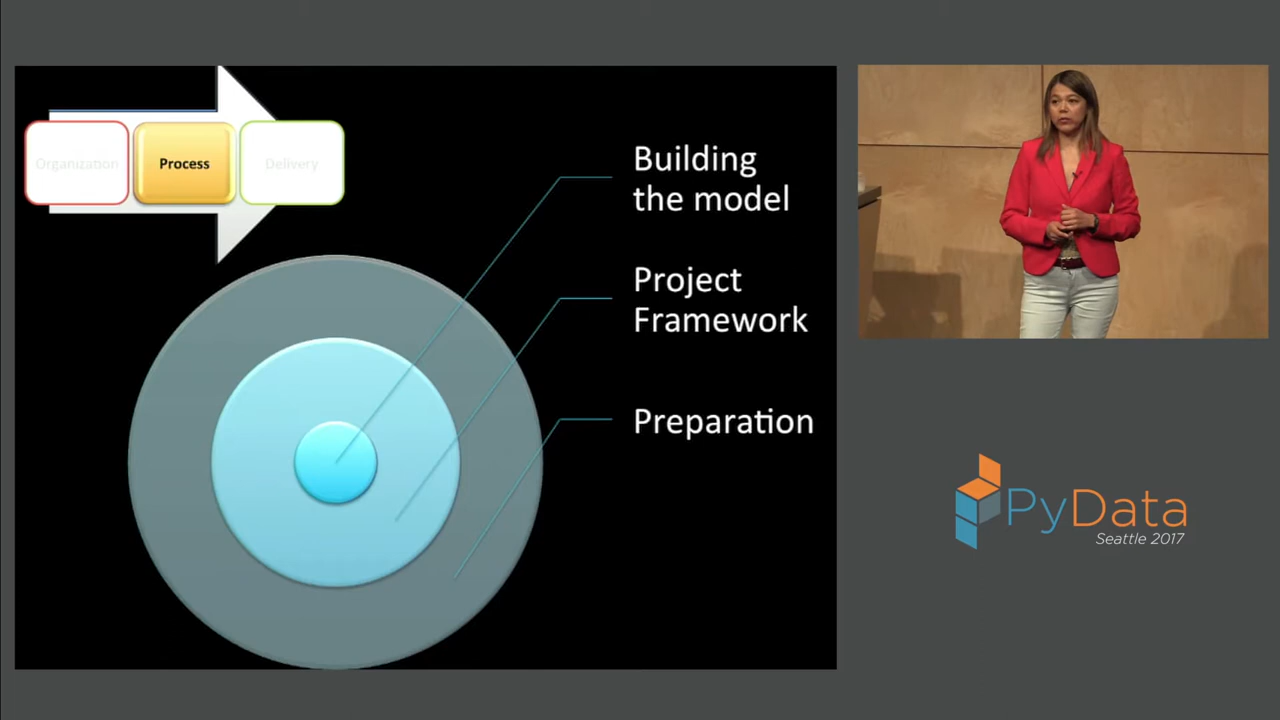 Organization
Process
Delivery
Building
the model
Project
Framework
Preparation
PyData
Seattle 2017